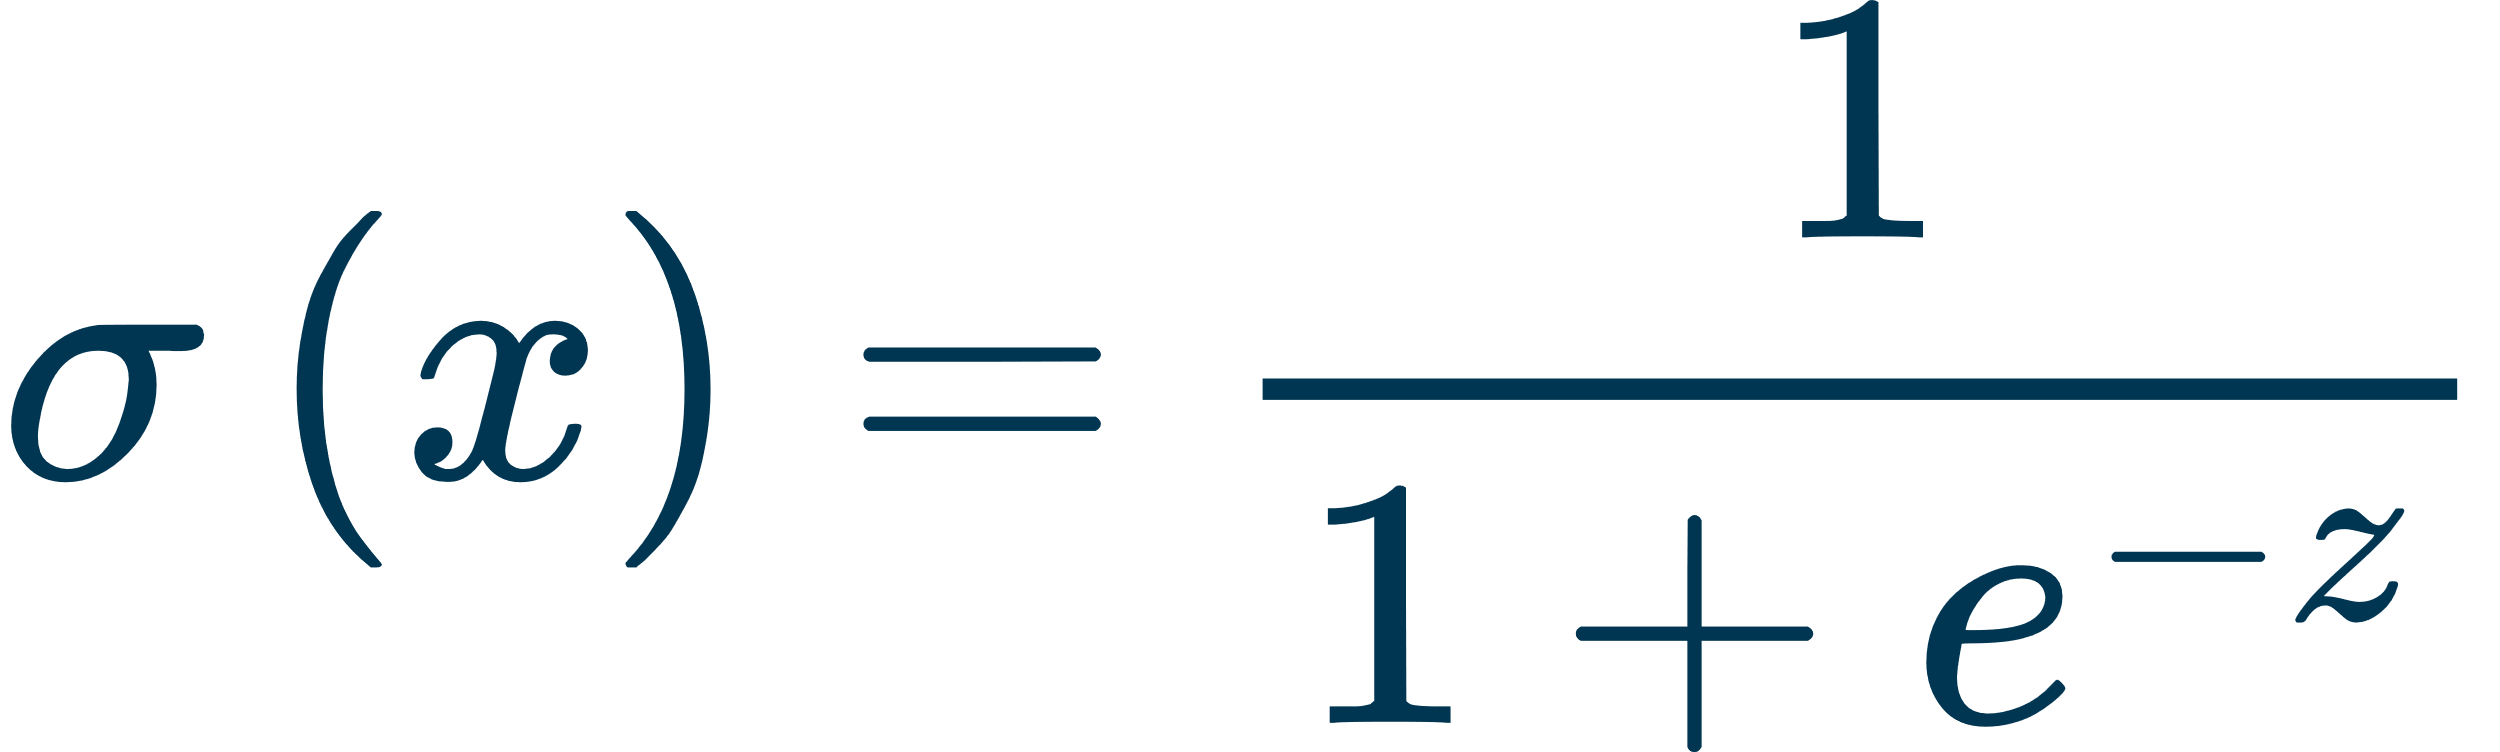 σ(x) = 1 / (1 + e^{-z})